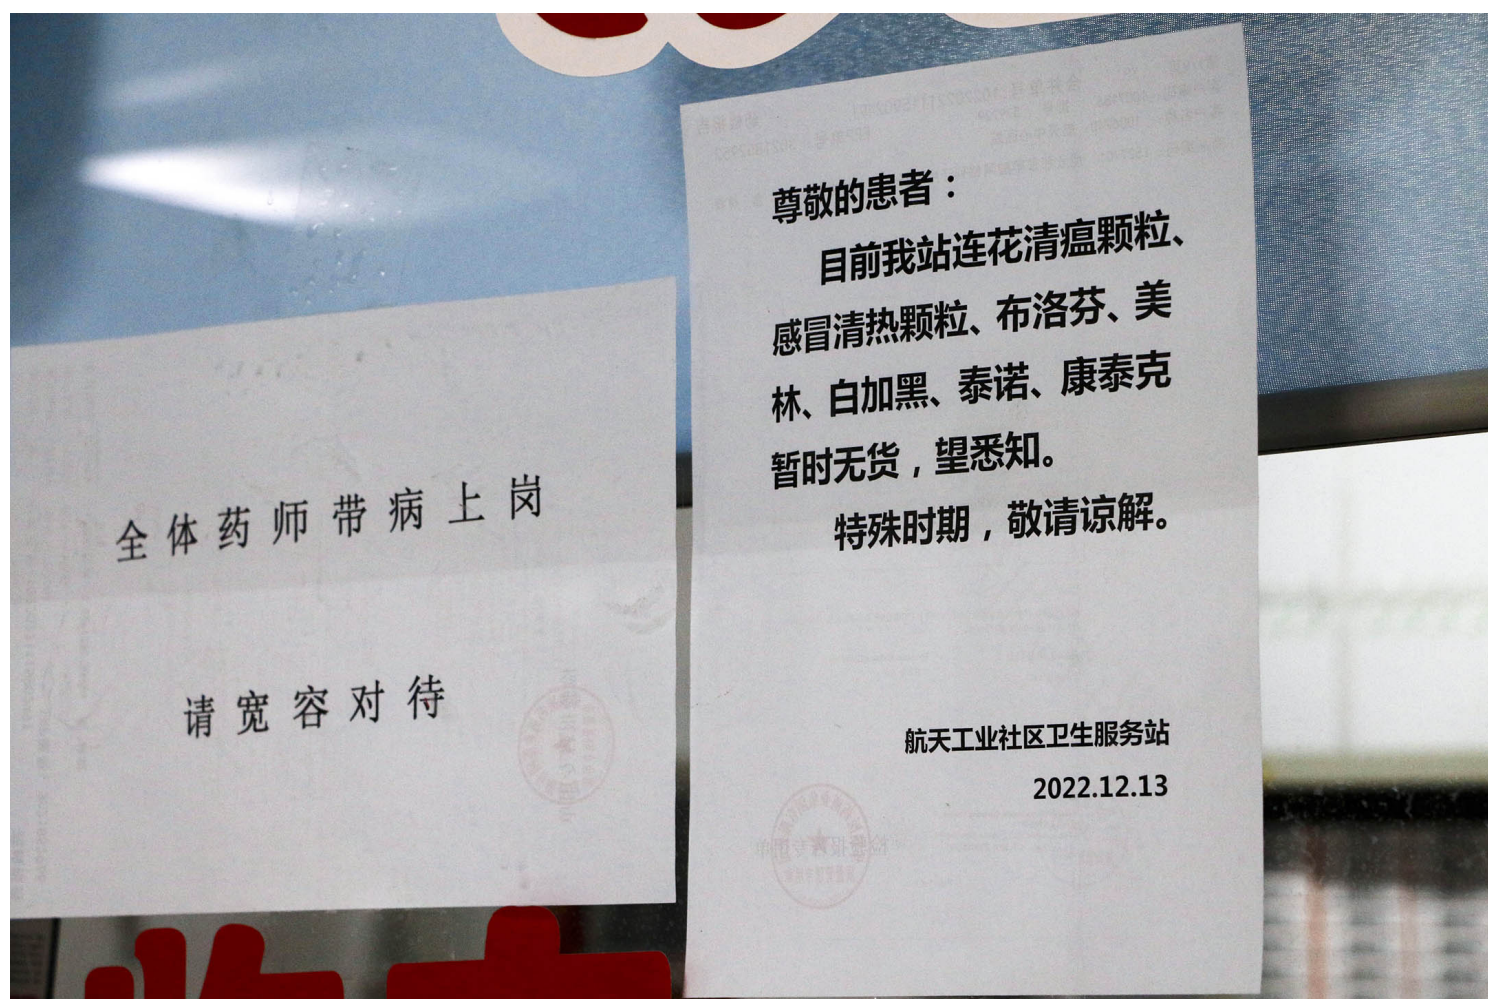 全体药师带病上岗
请宽容对待
尊敬的患者：
目前我站连花清瘟颗粒、
感冒清热颗粒、布洛芬、美
林、白加黑、泰诺、康泰克
暂时无货，望悉知。
特殊时期，敬请谅解。
航天工业社区卫生服务站
2022.12.13